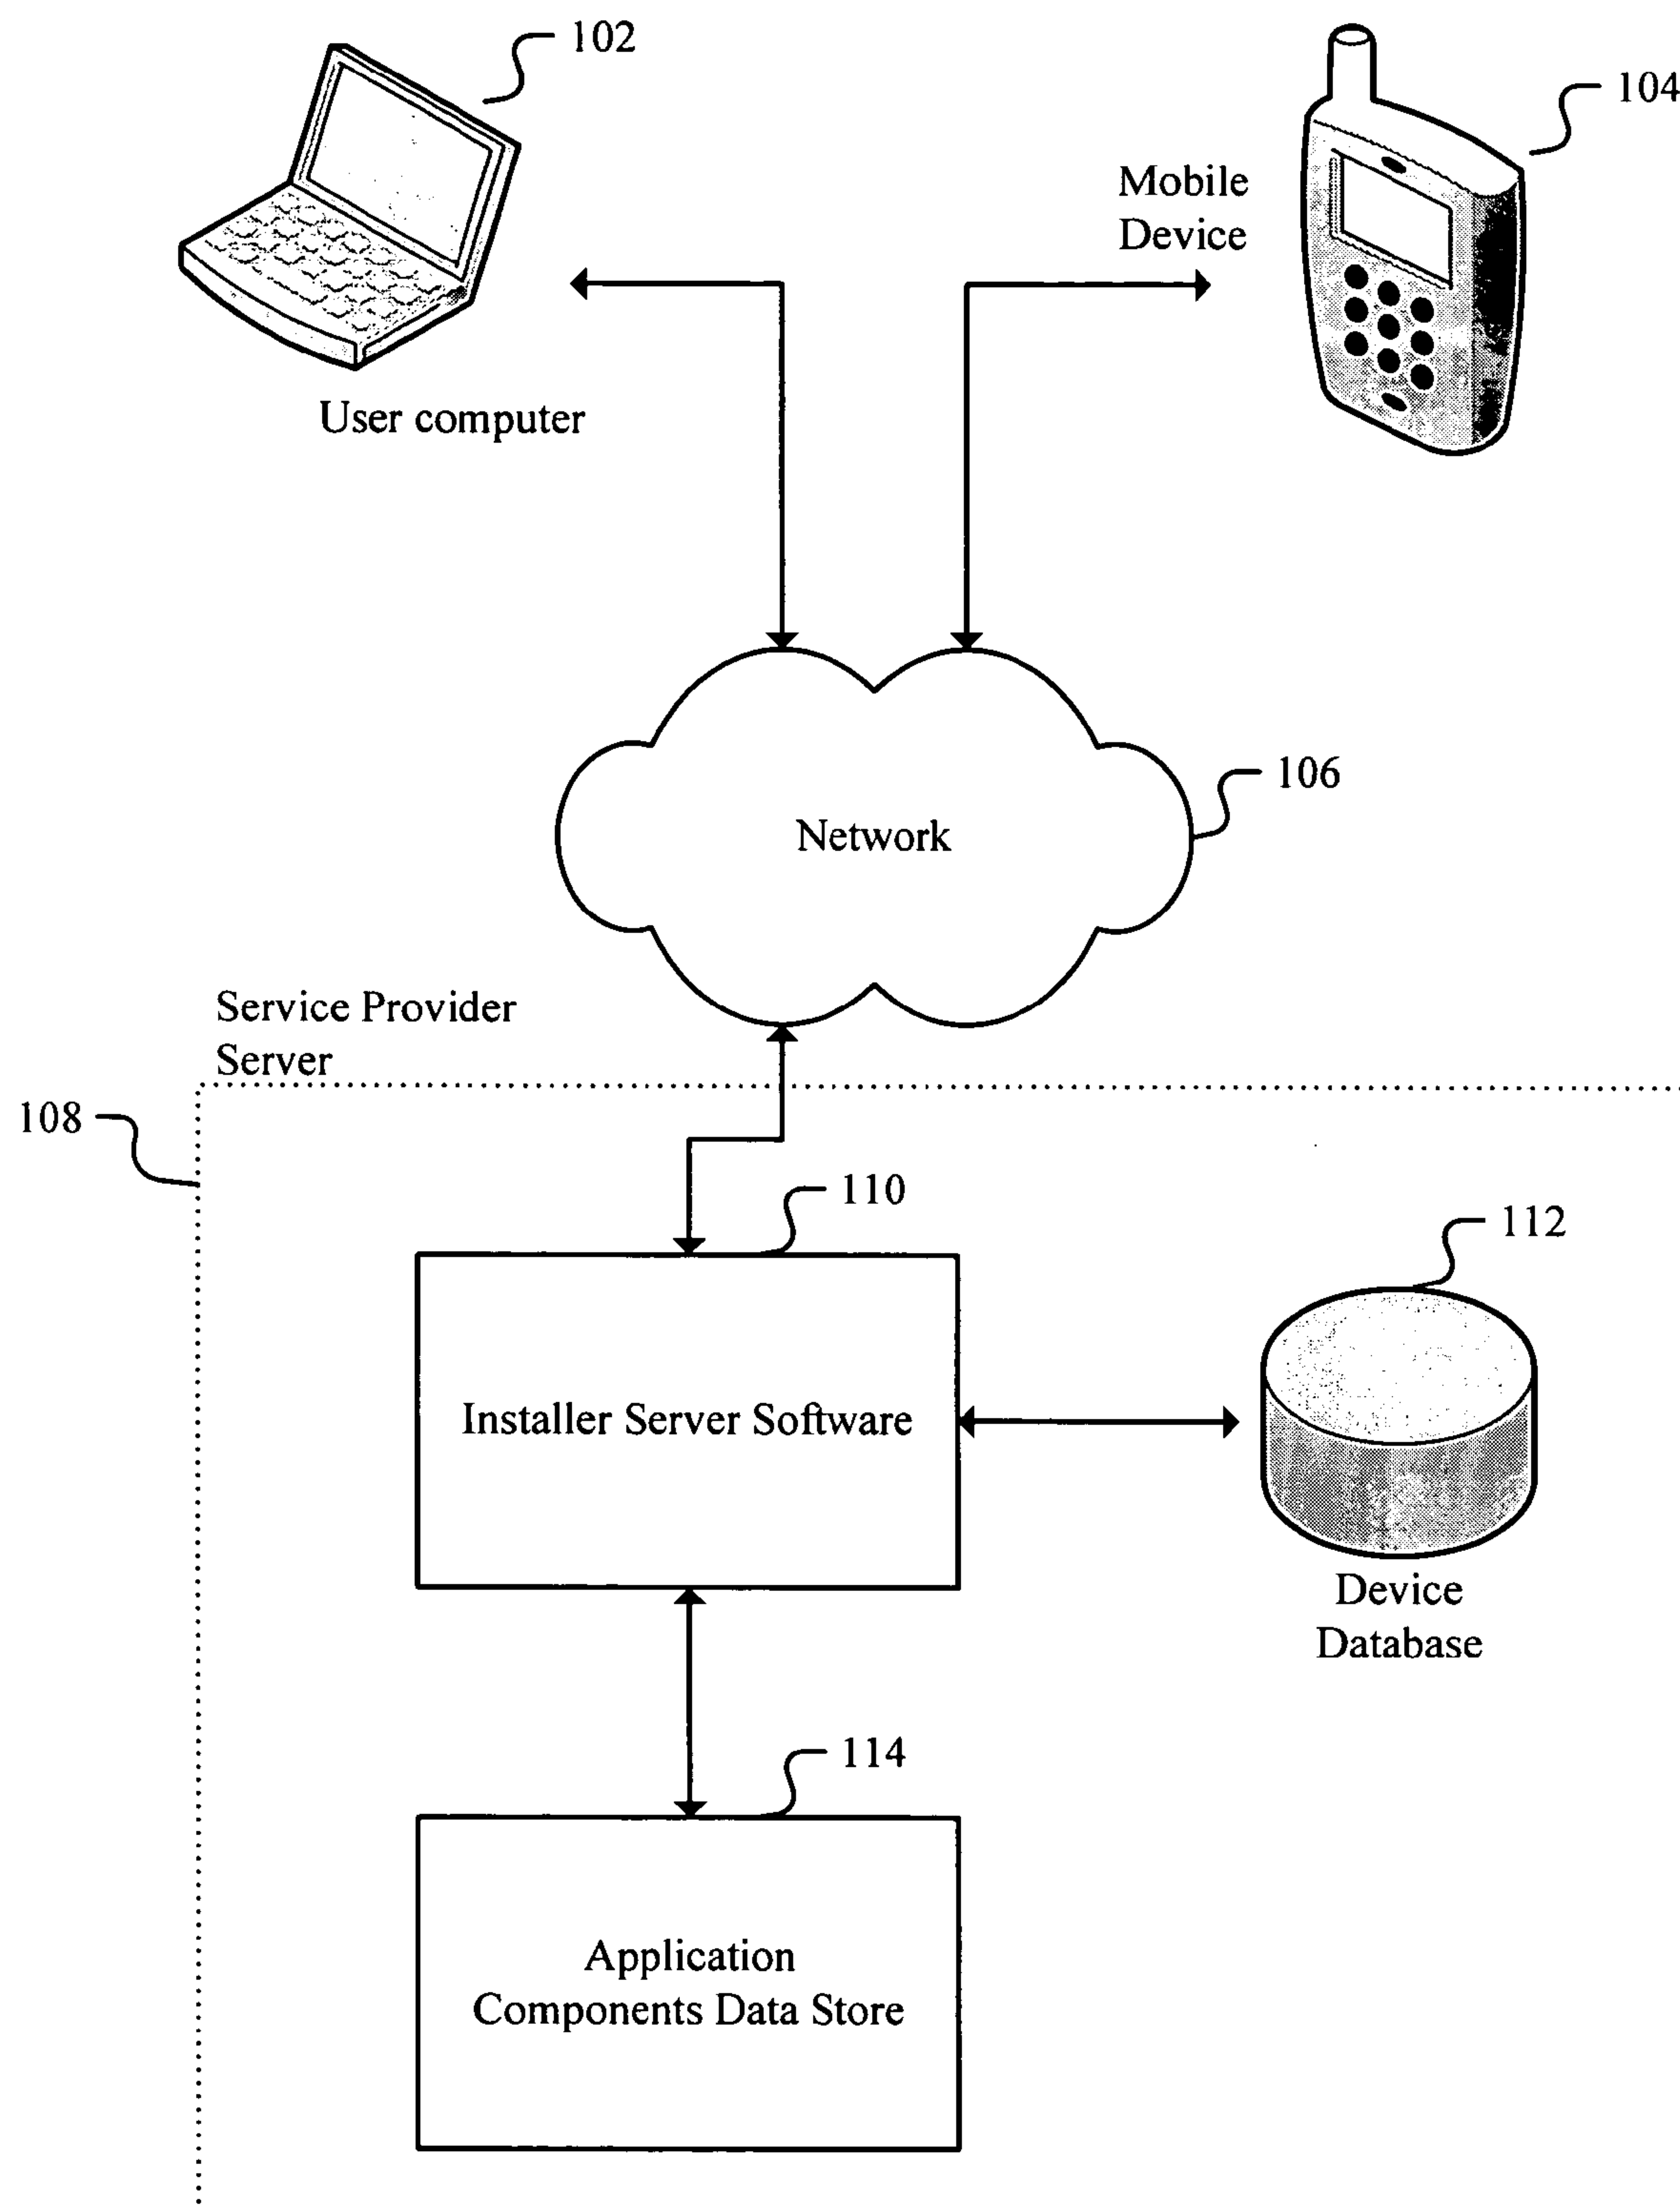 102
104
Mobile
Device
User computer
106
Network
Service Provider
Server
108
110
112
Installer Server Software
Device
Database
114
Application
Components Data Store